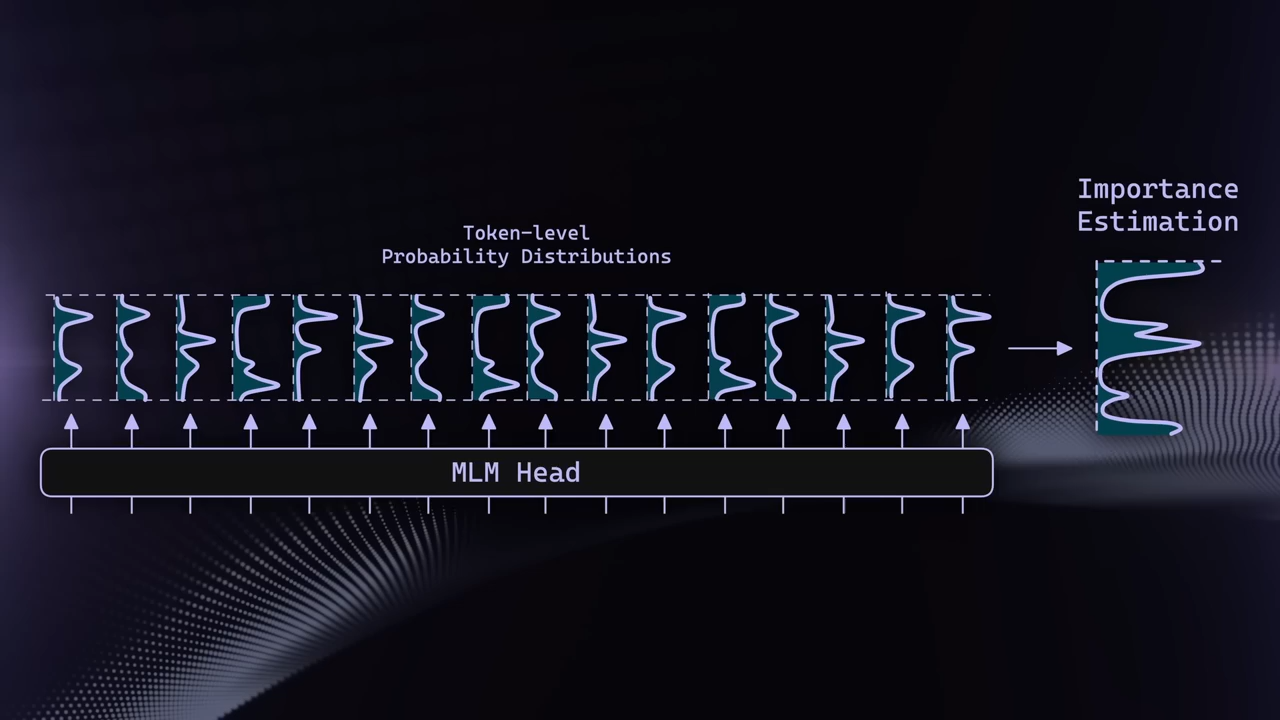 Importance
Estimation
Token-level
Probability Distributions
MLM Head